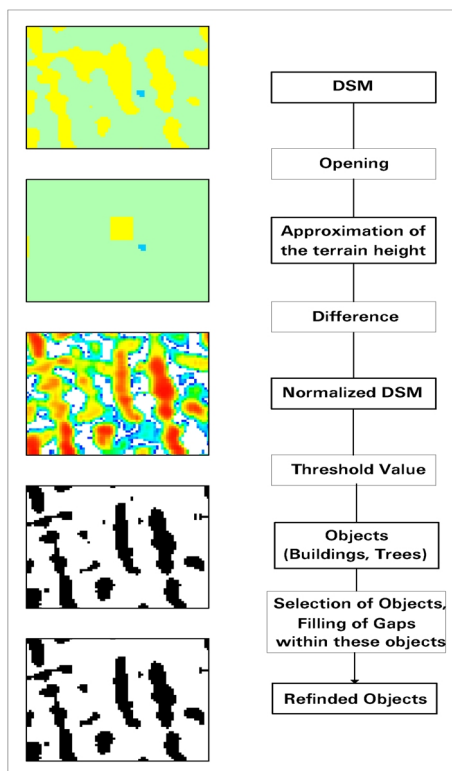 DSM
Opening
Approximation of
the terrain height
Difference
Normalized DSM
Threshold Value
Objects
(Buildings, Trees)
Selection of Objects,
Filling of Gaps
within these objects
Refinded Objects